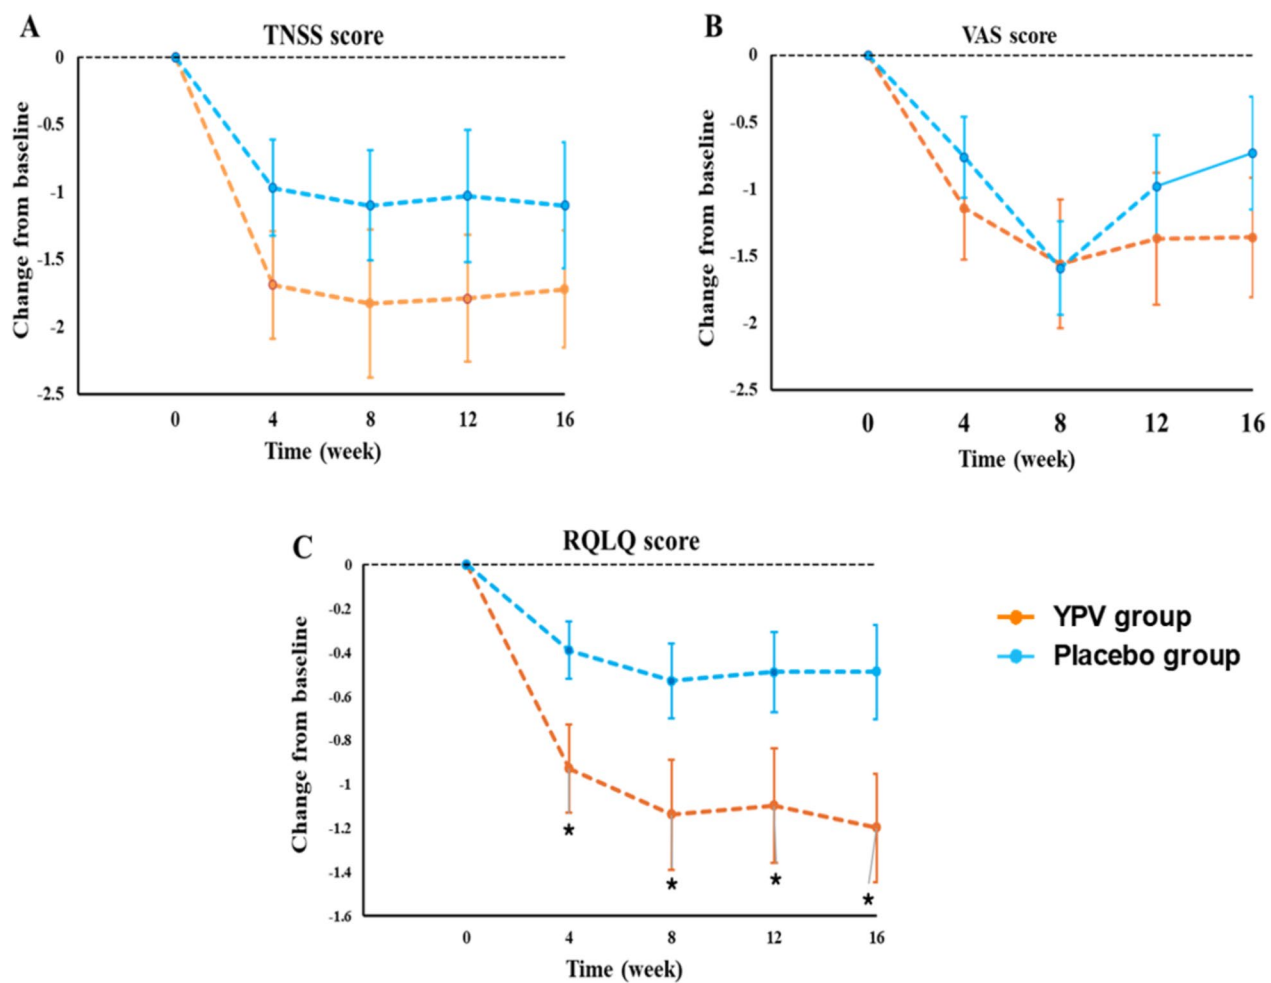 A
TNSS score
0
-0.5
-1
-1.5
-2
-2.5
Change from baseline
0 4 8 12 16
Time (week)
B
VAS score
0
-0.5
-1
-1.5
-2
-2.5
Change from baseline
0 4 8 12 16
Time (week)
C
RQLQ score
0
-0.2
-0.4
-0.6
-0.8
-1
-1.2
-1.4
-1.6
Change from baseline
*
*
*
*
0 4 8 12 16
Time (week)
YPV group
Placebo group